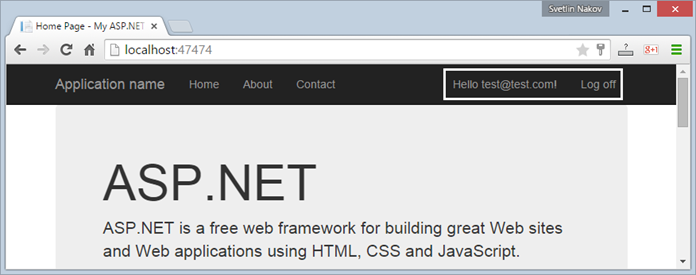 Svetlin Nakov
Home Page - My ASP.NET
localhost:47474
g+1
Application name Home About Contact Hello test@test.com! Log off
ASP.NET
ASP.NET is a free web framework for building great Web sites
and Web applications using HTML, CSS and JavaScript.